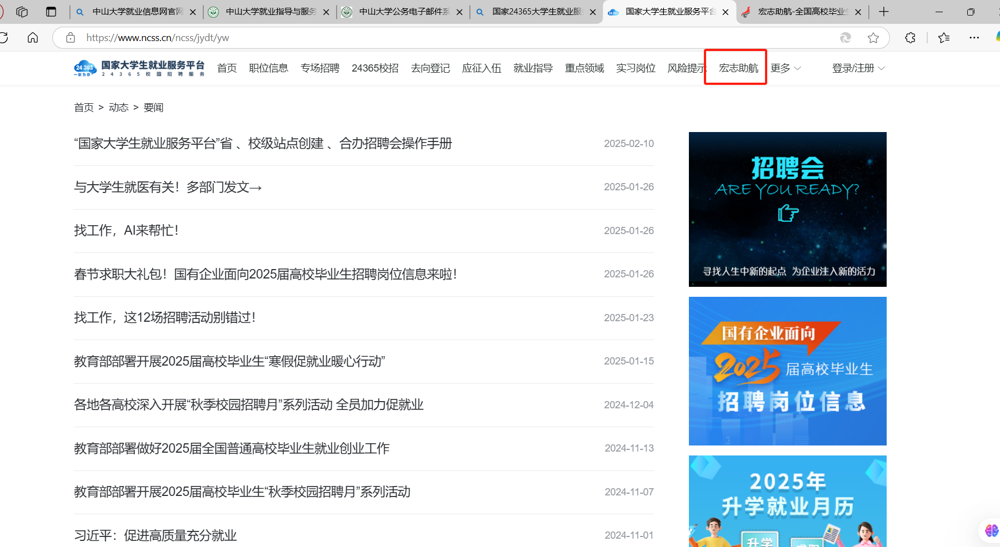 中山大学就业信息网官网
中山大学就业指导与服务
中山大学公务电子邮件系
国家24365大学生就业服
国家大学生就业服务平台
宏志助航-全国高校毕业生
https://www.ncss.cn/ncss/jydt/yw
24 365
一职为你
国家大学生就业服务平台
24365校园招聘服务
首页 职位信息 专场招聘 24365校招 去向登记 应征入伍 就业指导 重点领域 实习岗位 风险提示 宏志助航 更多 登录/注册
首页 > 动态 > 要闻
“国家大学生就业服务平台”省 、校级站点创建 、合办招聘会操作手册 2025-02-10
与大学生就医有关！多部门发文→ 2025-01-26
找工作，AI来帮忙！ 2025-01-26
春节求职大礼包！国有企业面向2025届高校毕业生招聘岗位信息来啦！ 2025-01-26
找工作，这12场招聘活动别错过！ 2025-01-23
教育部部署开展2025届高校毕业生“寒假促就业暖心行动” 2025-01-15
各地各高校深入开展“秋季校园招聘月”系列活动 全员加力促就业 2024-12-04
教育部部署做好2025届全国普通高校毕业生就业创业工作 2024-11-13
教育部部署开展2025届高校毕业生“秋季校园招聘月”系列活动 2024-11-07
习近平：促进高质量充分就业 2024-11-01
招聘会
ARE YOU READY?
寻找人生中新的起点 为企业注入新的活力
国有企业面向
2025届高校毕业生
招聘岗位信息
2025年
升学就业月历
升学
求职